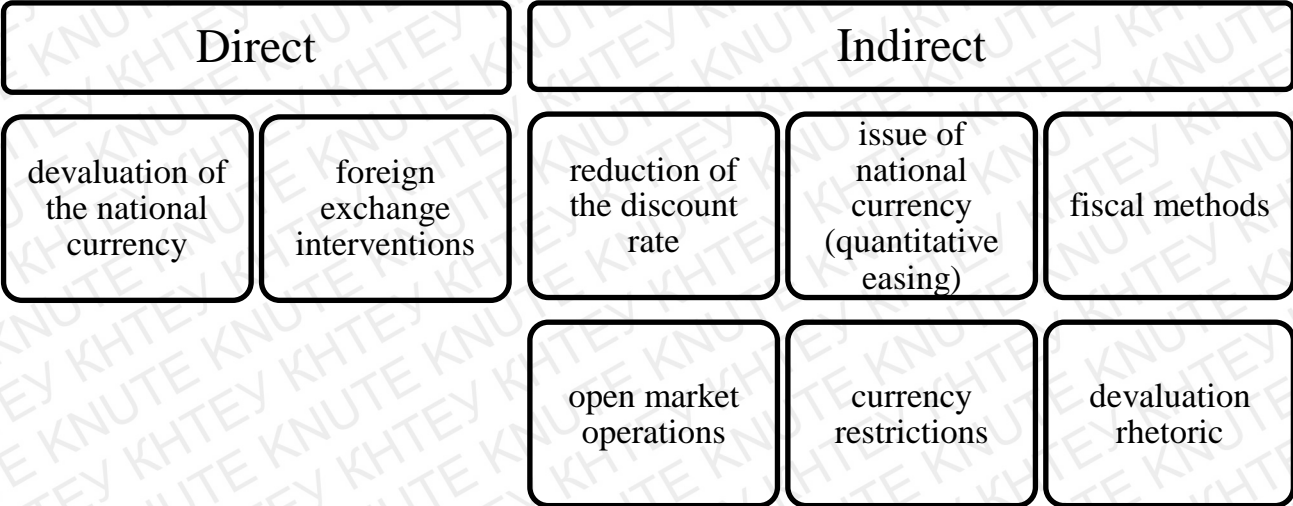 Direct
Indirect
devaluation of
the national
currency
foreign
exchange
interventions
reduction of
the discount
rate
issue of
national
currency
(quantitative
easing)
fiscal methods
open market
operations
currency
restrictions
devaluation
rhetoric